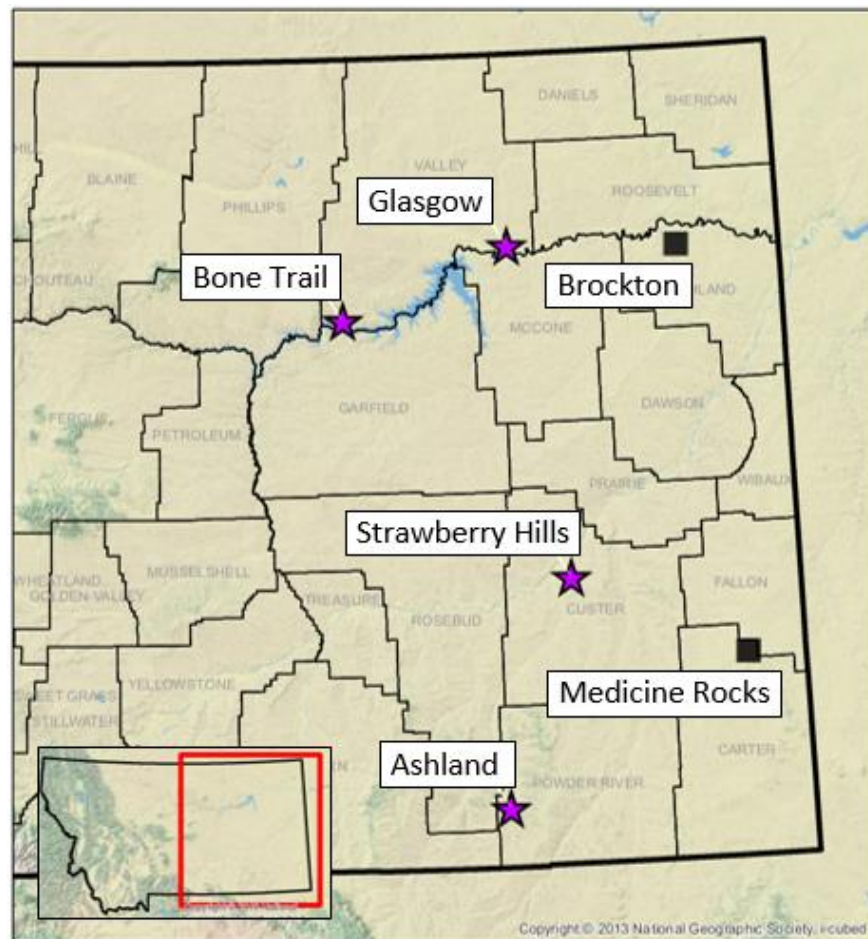 DANIELS
SHERIDAN
HILL
BLAINE
VALLEY
PHILLIPS
ROOSEVELT
Glasgow
CHOUTEAU
Bone Trail
Brockton
LAND
MCCONE
GARFIELD
DAWSON
FERGUS
PETROLEUM
PRAIRIE
WIBAUX
Strawberry Hills
MUSSELSHELL
WHEATLAND
GOLDEN VALLEY
TREASURE
ROSEBUD
CUSTER
FALLON
SWEET GRASS
YELLOWSTONE
STILLWATER
Medicine Rocks
Ashland
CARTER
POWDER RIVER
Copyright:© 2013 National Geographic Society, i-cubed